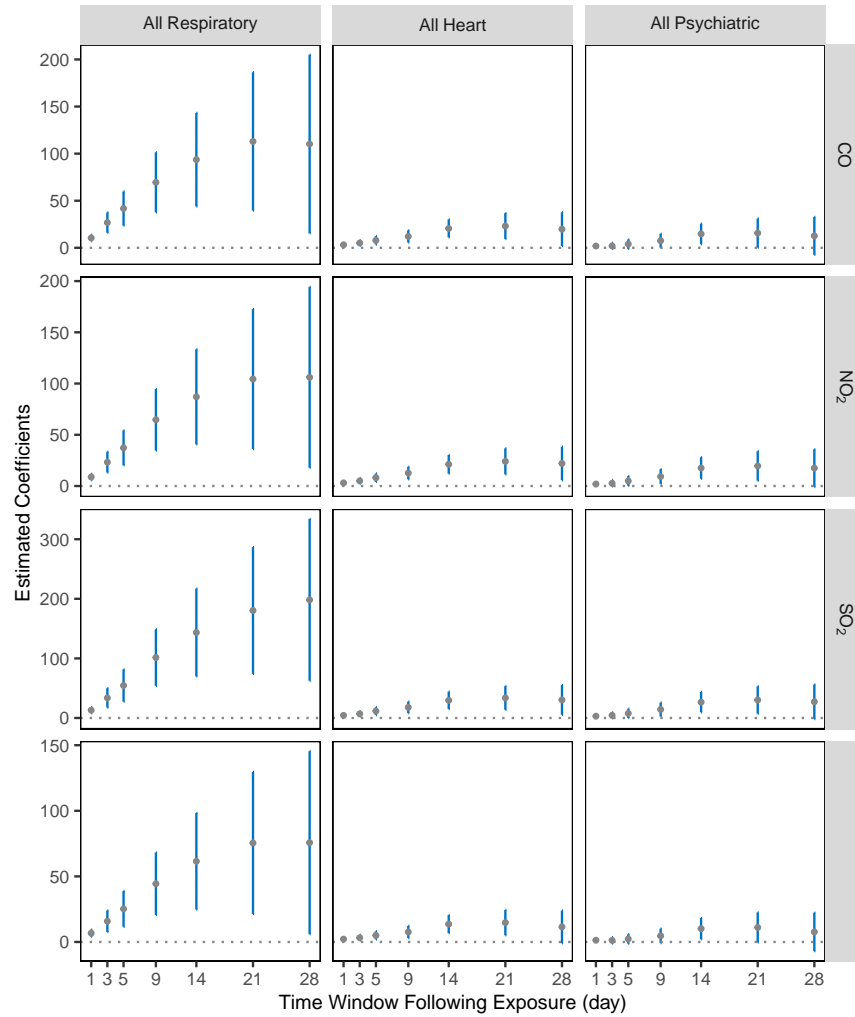 All Respiratory All Heart All Psychiatric
200
150
100
50
0
CO
200
150
100
50
0
NO₂
300
200
100
0
SO₂
150
100
50
0
1 3 5 9 14 21 28 1 3 5 9 14 21 28 1 3 5 9 14 21 28
Estimated Coefficients
Time Window Following Exposure (day)